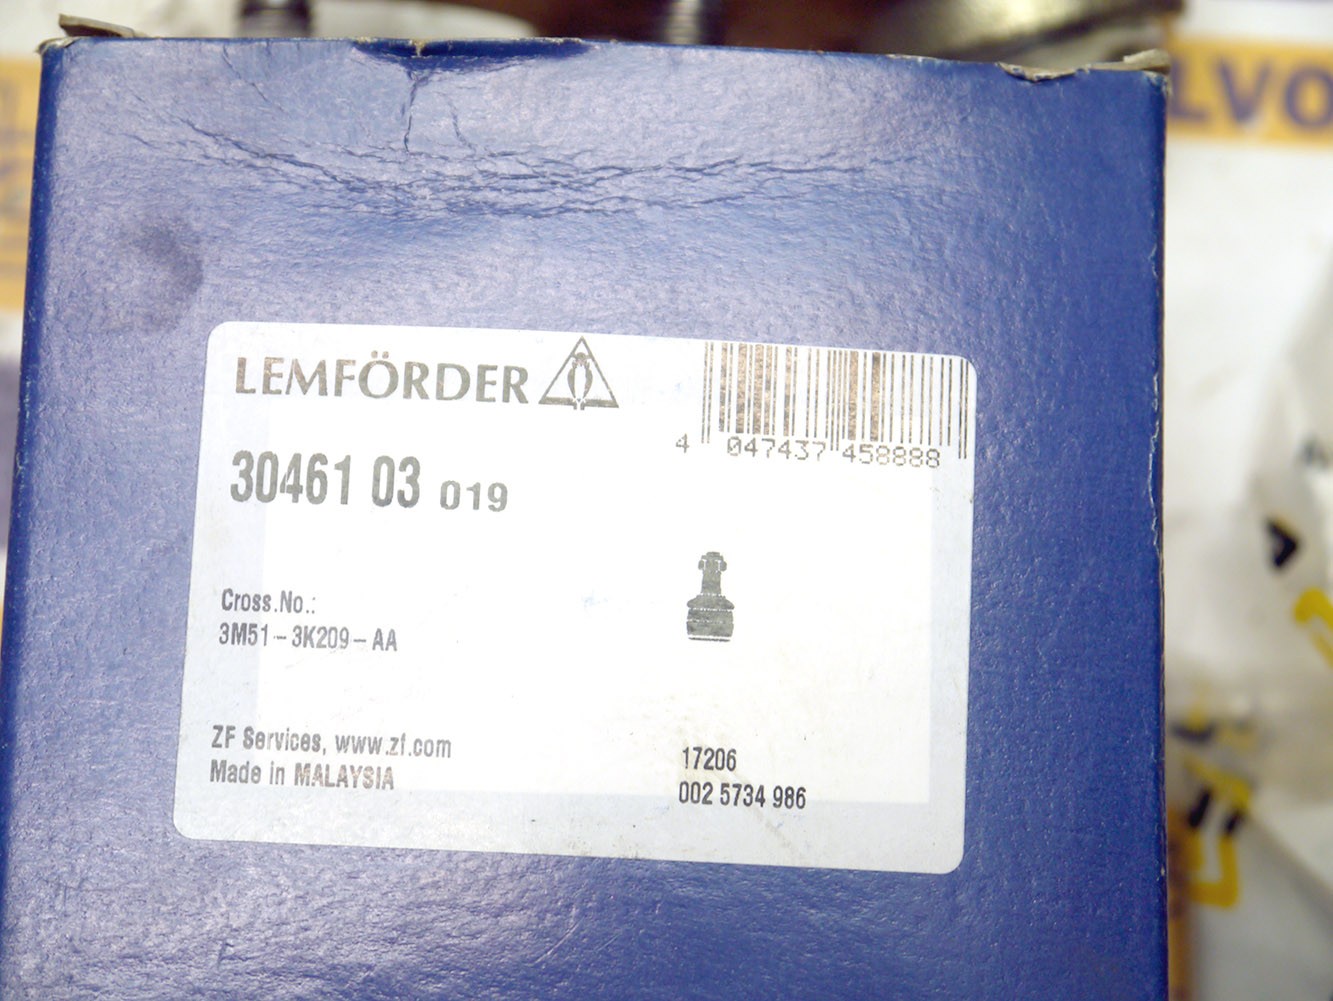 LVO
LEMFÖRDER
4 047437 458888
30461 03 019
Cross.No.:
3M51-3K209-AA
ZF Services, www.zf.com
Made in MALAYSIA
17206
002 5734 986